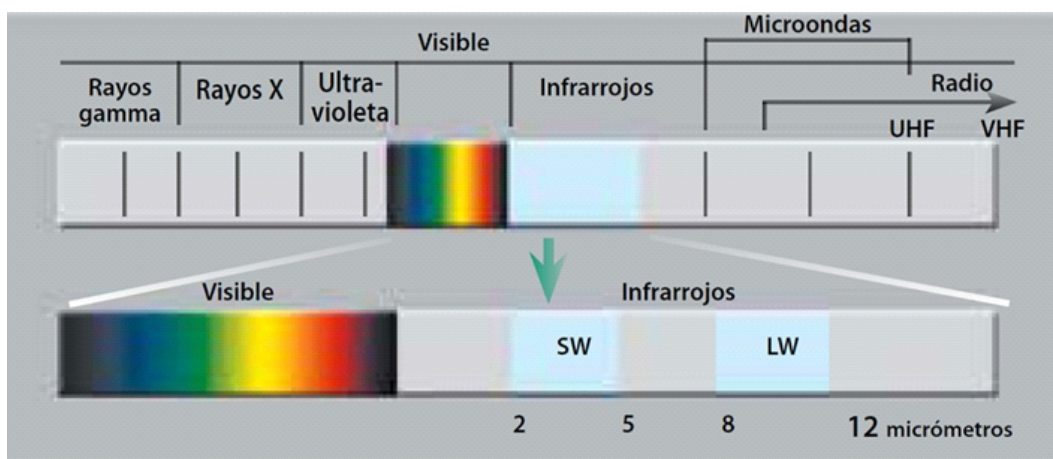 Microondas
Visible
Rayos gamma
Rayos X
Ultra-
violeta
Infrarrojos
Radio
UHF VHF
Visible
Infrarrojos
SW LW
2 5 8 12 micrómetros